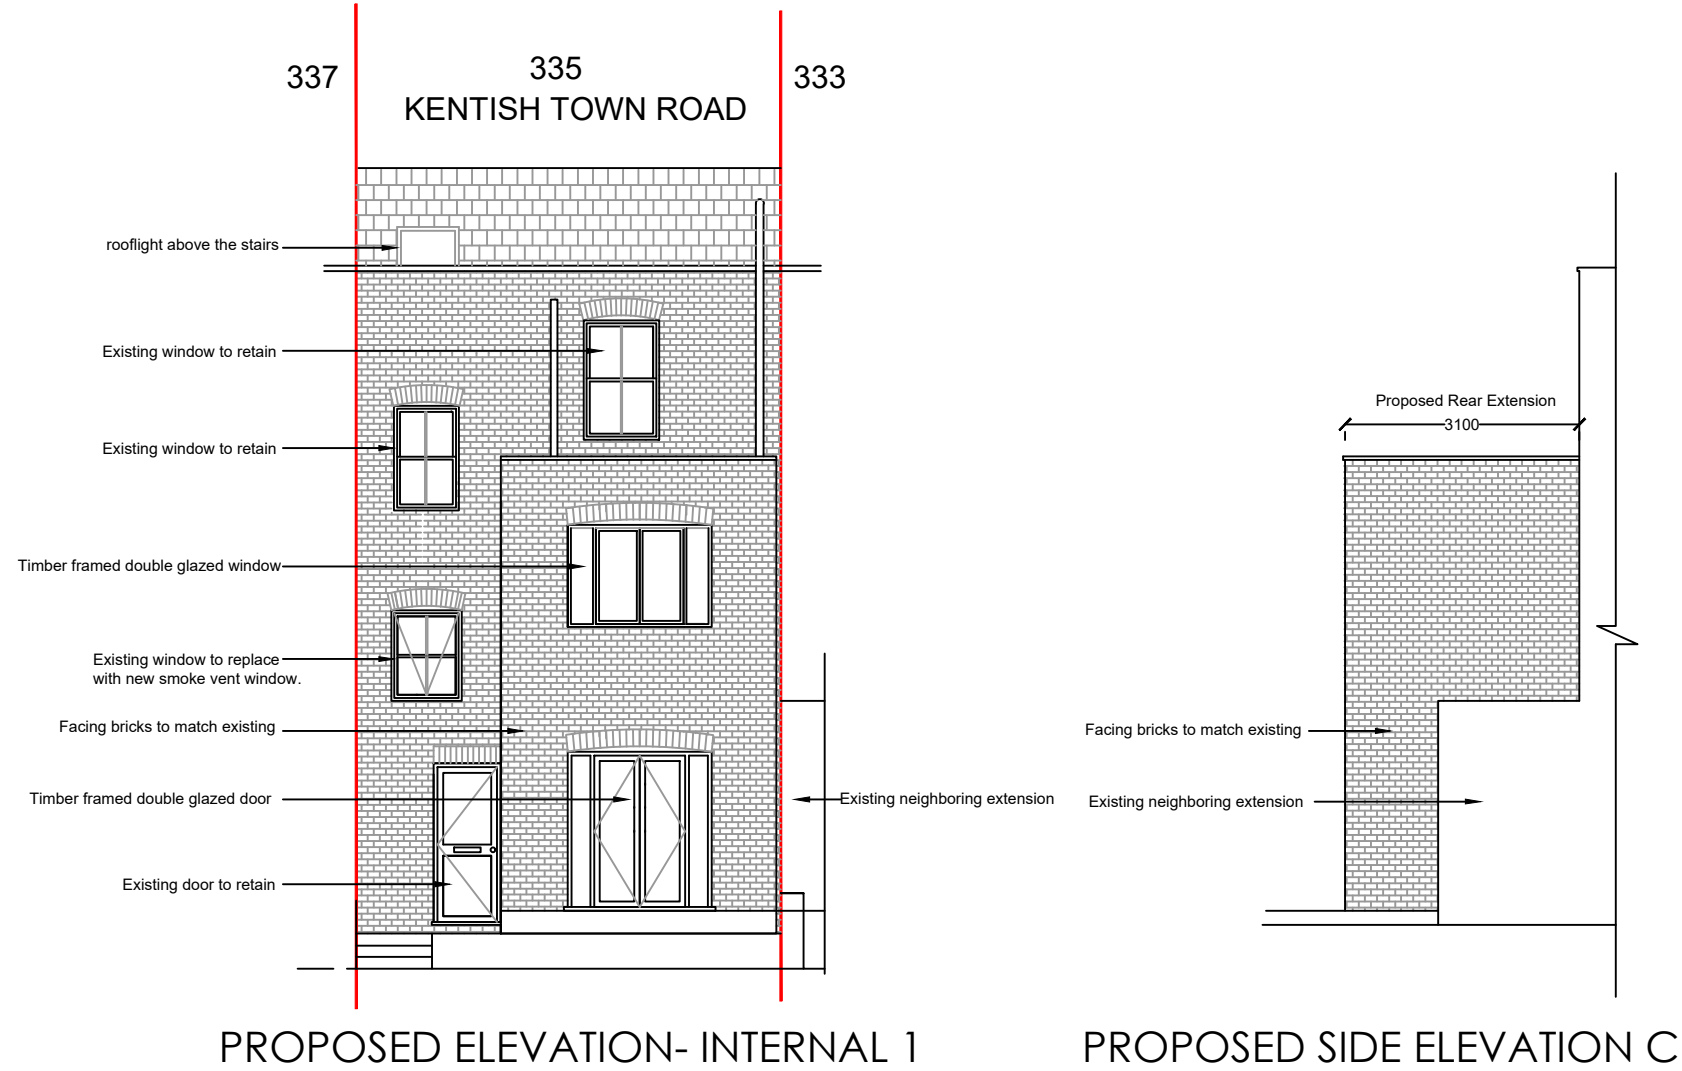 337
335
333
KENTISH TOWN ROAD
rooflight above the stairs
Existing window to retain
Existing window to retain
Timber framed double glazed window
Existing window to replace
with new smoke vent window.
Facing bricks to match existing
Timber framed double glazed door
Existing door to retain
Existing neighboring extension
PROPOSED ELEVATION- INTERNAL 1
Proposed Rear Extension
3100
Facing bricks to match existing
Existing neighboring extension
PROPOSED SIDE ELEVATION C